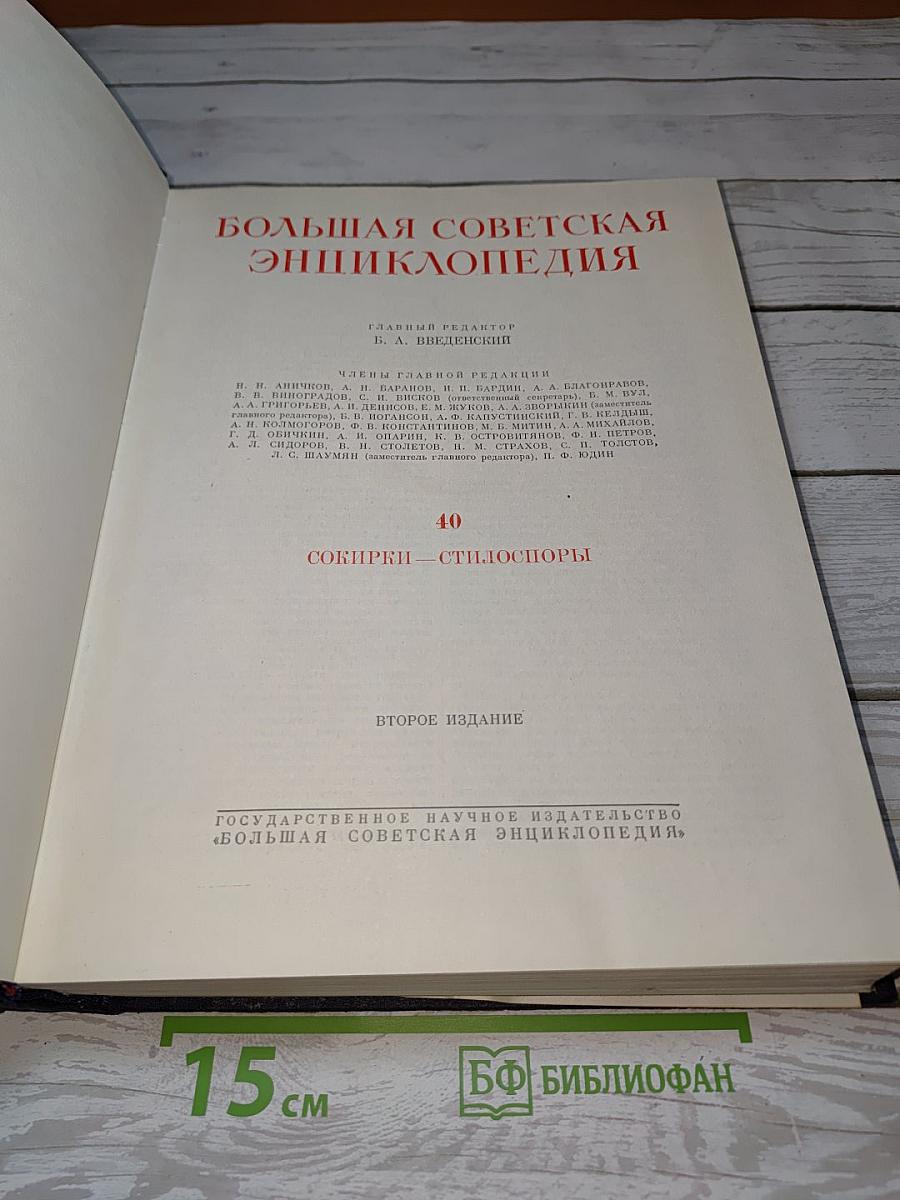 БОЛЬШАЯ СОВЕТСКАЯ
ЭНЦИКЛОПЕДИЯ
ГЛАВНЫЙ РЕДАКТОР
Б. А. ВВЕДЕНСКИЙ
ЧЛЕНЫ ГЛАВНОЙ РЕДАКЦИИ
Н. Н. АНИЧКОВ, А. Н. БАРАНОВ, И. П. БАРДИН, А. А. БЛАГОНРАВОВ,
В. В. ВИНОГРАДОВ, С. И. ВИСКОВ (ответственный секретарь), Б. М. ВУЛ,
А. А. ГРИГОРЬЕВ, А. И. ДЕНИСОВ, Е. М. ЖУКОВ, А. А. ЗВОРЫКИН (заместитель
главного редактора), Б. В. ИОГАНСОН, А. Ф. КАПУСТИНСКИЙ, Г. В. КЕЛДЫШ,
А. Н. КОЛМОГОРОВ, Ф. В. КОНСТАНТИНОВ, М. Б. МИТИН, А. А. МИХАЙЛОВ,
Г. Д. ОБИЧКИН, А. И. ОПАРИН, К. В. ОСТРОВИТЯНОВ, Ф. Н. ПЕТРОВ,
А. Л. СИДОРОВ, В. Н. СТОЛЕТОВ, Н. М. СТРАХОВ, С. П. ТОЛСТОВ,
Л. С. ШАУМЯН (заместитель главного редактора), П. Ф. ЮДИН
40
СОКИРКИ—СТИЛОСПОРЫ
ВТОРОЕ ИЗДАНИЕ
ГОСУДАРСТВЕННОЕ НАУЧНОЕ ИЗДАТЕЛЬСТВО
«БОЛЬШАЯ СОВЕТСКАЯ ЭНЦИКЛОПЕДИЯ»
15 см
БФ БИБЛИОФА́Н